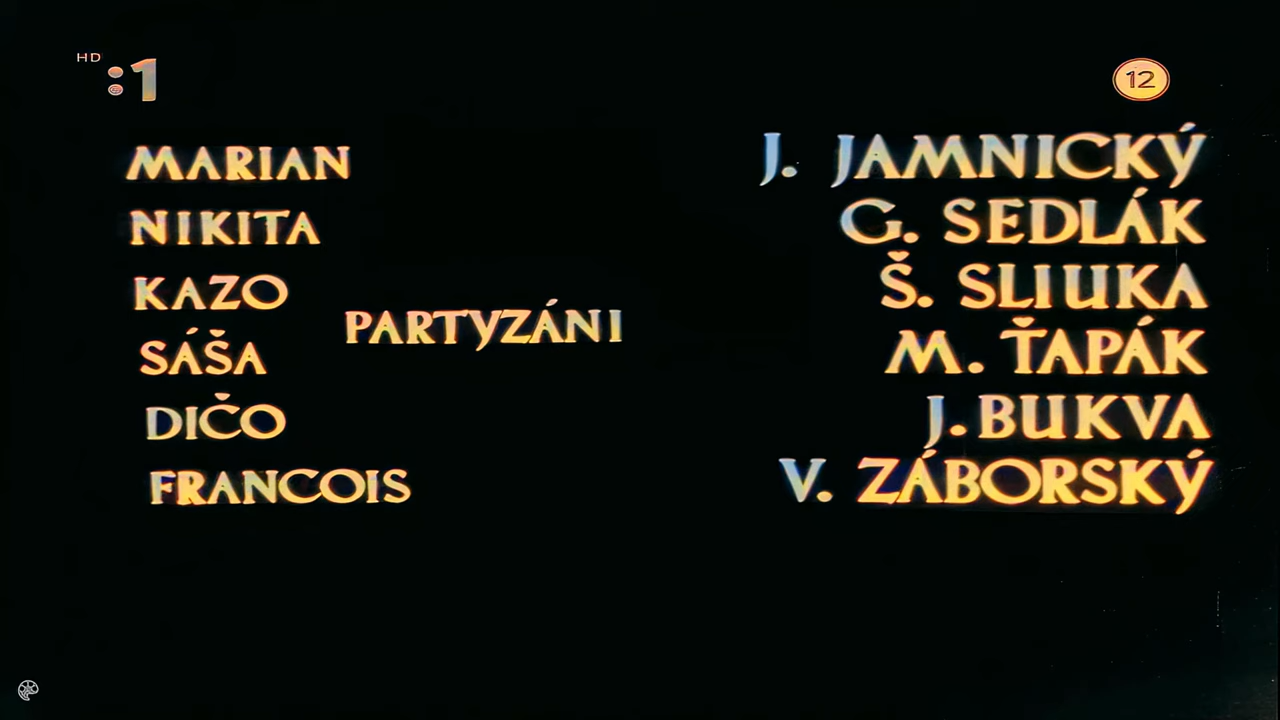 HD
:1
12
MARIAN J. JAMNICKÝ
NIKITA G. SEDLÁK
KAZO Š. SLIUKA
PARTYZÁNI
SÁŠA M. ŤAPÁK
DIČO J. BUKVA
FRANCOIS V. ZÁBORSKÝ